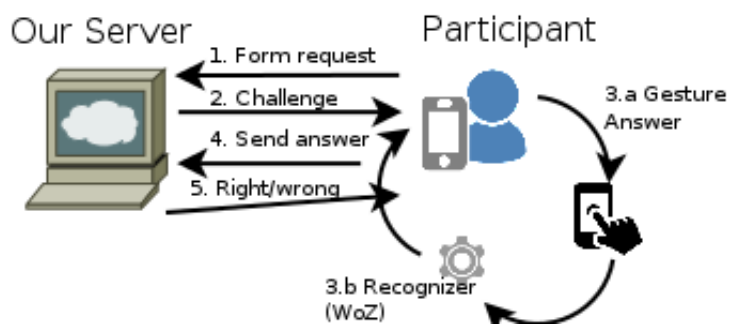 Our Server
Participant
1. Form request
2. Challenge
4. Send answer
5. Right/wrong
3.a Gesture
Answer
3.b Recognizer
(WoZ)